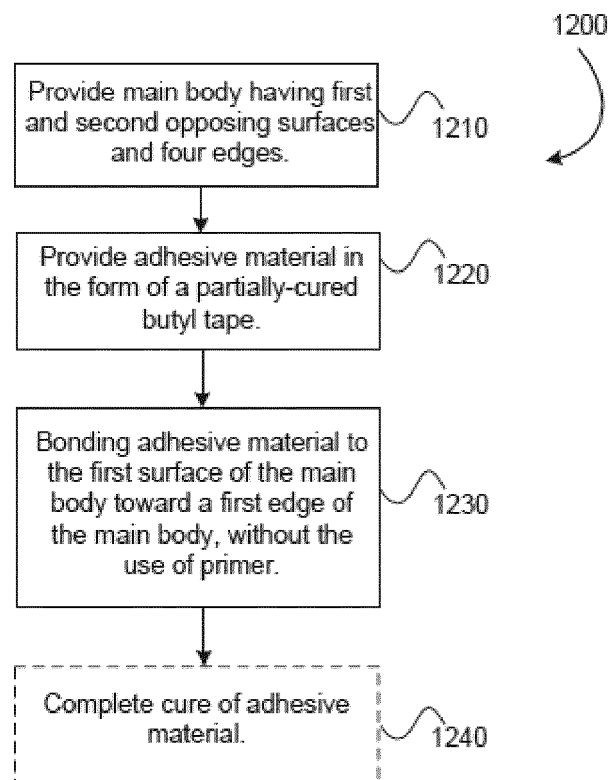 1200
Provide main body having first
and second opposing surfaces
and four edges.
1210
Provide adhesive material in
the form of a partially-cured
butyl tape.
1220
Bonding adhesive material to
the first surface of the main
body toward a first edge of
the main body, without the
use of primer.
1230
Complete cure of adhesive
material.
1240